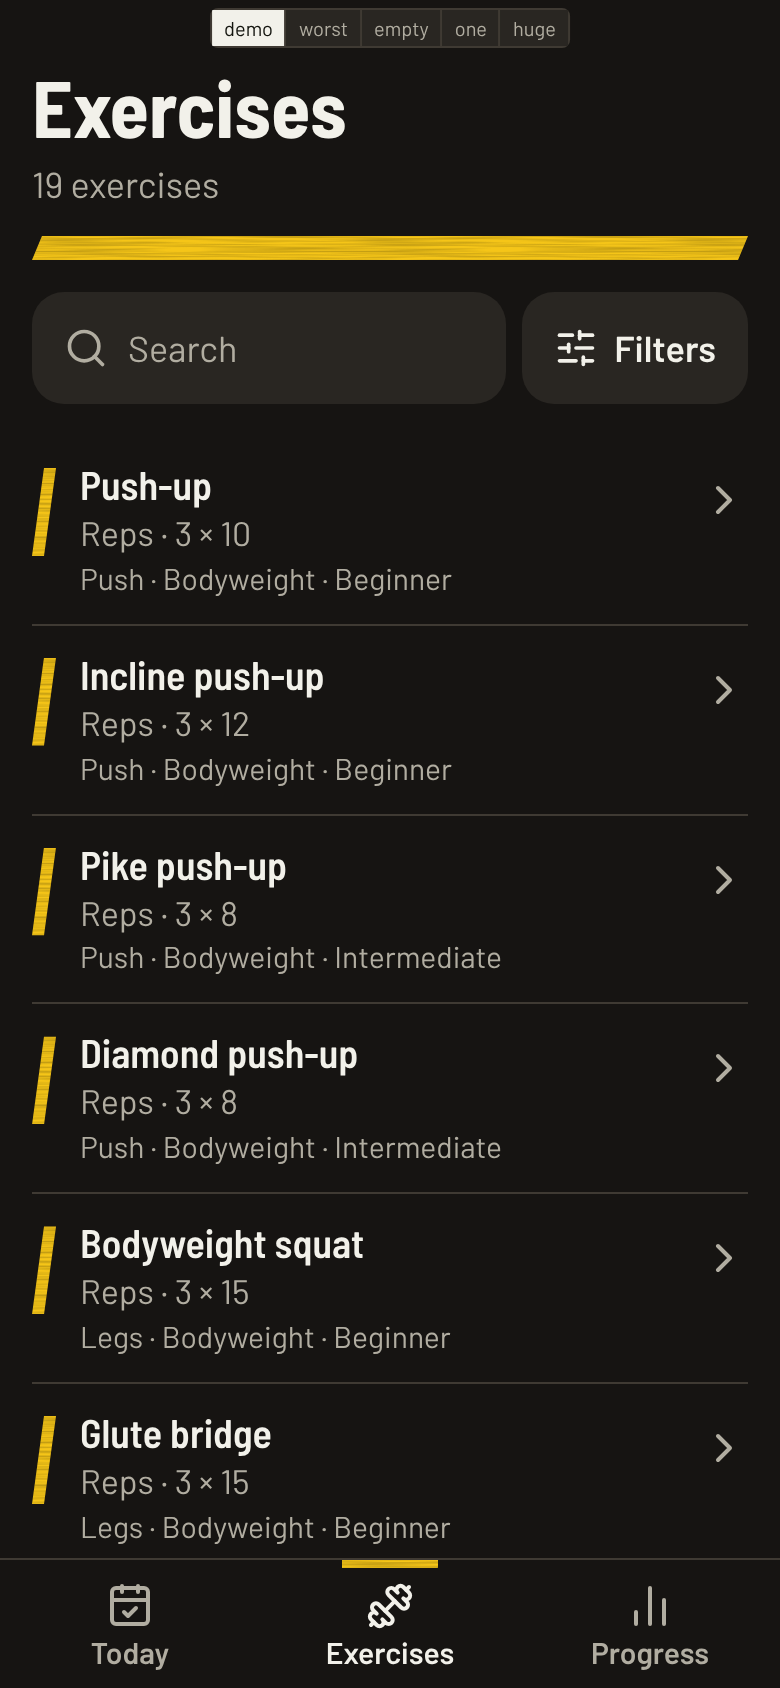 demo worst empty one huge
Exercises
19 exercises
Search
Filters
Push-up
Reps · 3 × 10
Push · Bodyweight · Beginner
Incline push-up
Reps · 3 × 12
Push · Bodyweight · Beginner
Pike push-up
Reps · 3 × 8
Push · Bodyweight · Intermediate
Diamond push-up
Reps · 3 × 8
Push · Bodyweight · Intermediate
Bodyweight squat
Reps · 3 × 15
Legs · Bodyweight · Beginner
Glute bridge
Reps · 3 × 15
Legs · Bodyweight · Beginner
Today Exercises Progress